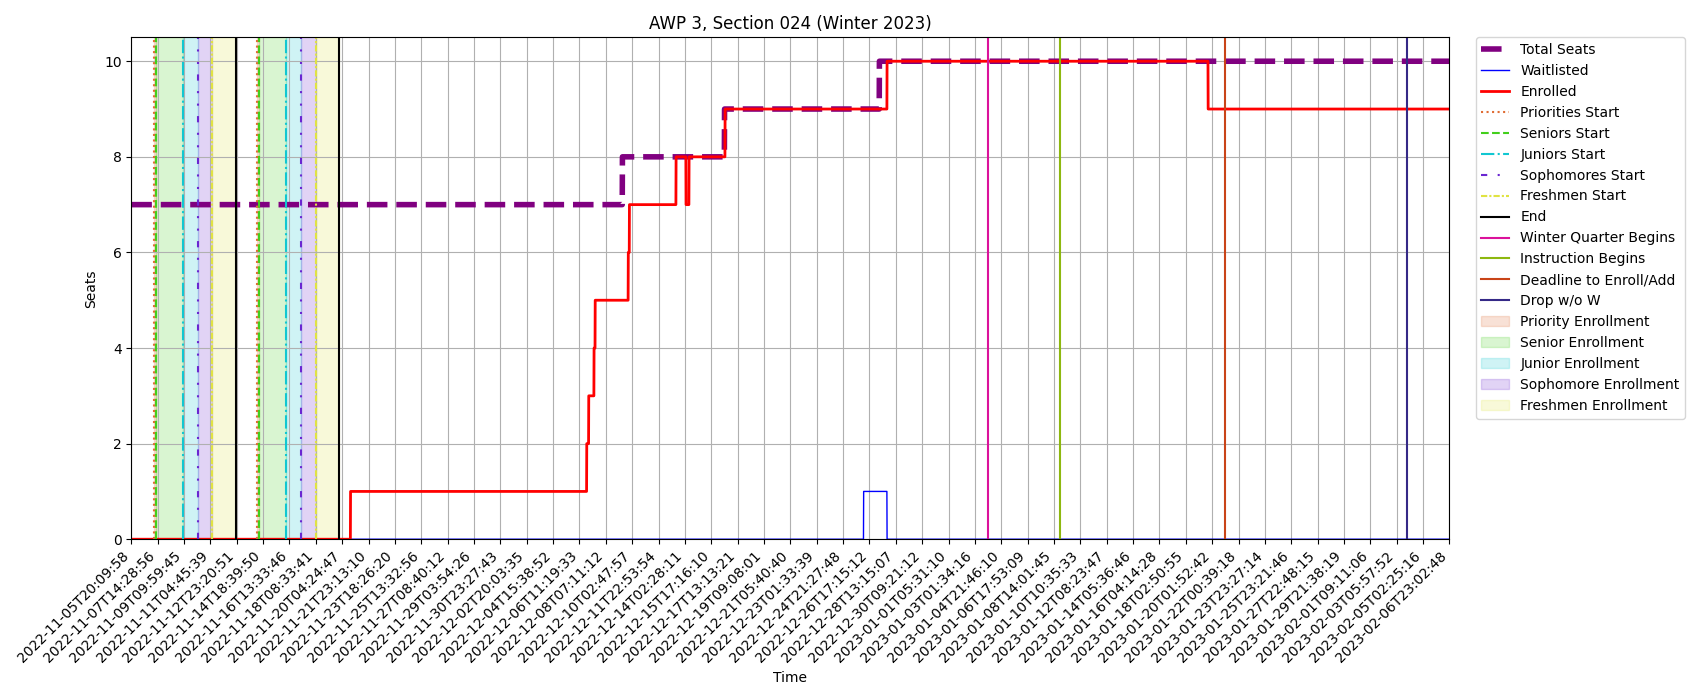 AWP 3, Section 024 (Winter 2023)
10
8
6
4
2
0
Seats
2022-11-05T20:09:58
2022-11-07T14:28:56
2022-11-09T09:59:45
2022-11-11T04:45:39
2022-11-12T23:20:51
2022-11-14T18:39:50
2022-11-16T13:33:46
2022-11-18T08:33:41
2022-11-20T04:24:47
2022-11-21T23:13:10
2022-11-23T18:26:20
2022-11-25T13:32:56
2022-11-27T08:40:12
2022-11-29T03:54:26
2022-11-30T23:27:43
2022-12-02T20:03:35
2022-12-04T15:38:52
2022-12-06T11:19:33
2022-12-08T07:11:12
2022-12-10T02:47:57
2022-12-11T22:53:54
2022-12-14T02:28:11
2022-12-15T17:16:10
2022-12-17T13:13:21
2022-12-19T09:08:01
2022-12-21T05:40:40
2022-12-23T01:33:39
2022-12-24T21:27:48
2022-12-26T17:15:12
2022-12-28T13:15:07
2022-12-30T09:21:12
2023-01-01T05:31:10
2023-01-03T01:34:16
2023-01-04T21:46:10
2023-01-06T17:53:09
2023-01-08T14:01:45
2023-01-10T10:35:33
2023-01-12T08:23:47
2023-01-14T05:36:46
2023-01-16T04:14:28
2023-01-18T02:50:55
2023-01-20T01:52:42
2023-01-22T00:39:18
2023-01-23T23:27:14
2023-01-25T23:21:46
2023-01-27T22:48:15
2023-01-29T21:38:19
2023-02-01T09:11:06
2023-02-03T05:57:52
2023-02-05T02:25:16
2023-02-06T23:02:48
Time
Total Seats
Waitlisted
Enrolled
Priorities Start
Seniors Start
Juniors Start
Sophomores Start
Freshmen Start
End
Winter Quarter Begins
Instruction Begins
Deadline to Enroll/Add
Drop w/o W
Priority Enrollment
Senior Enrollment
Junior Enrollment
Sophomore Enrollment
Freshmen Enrollment